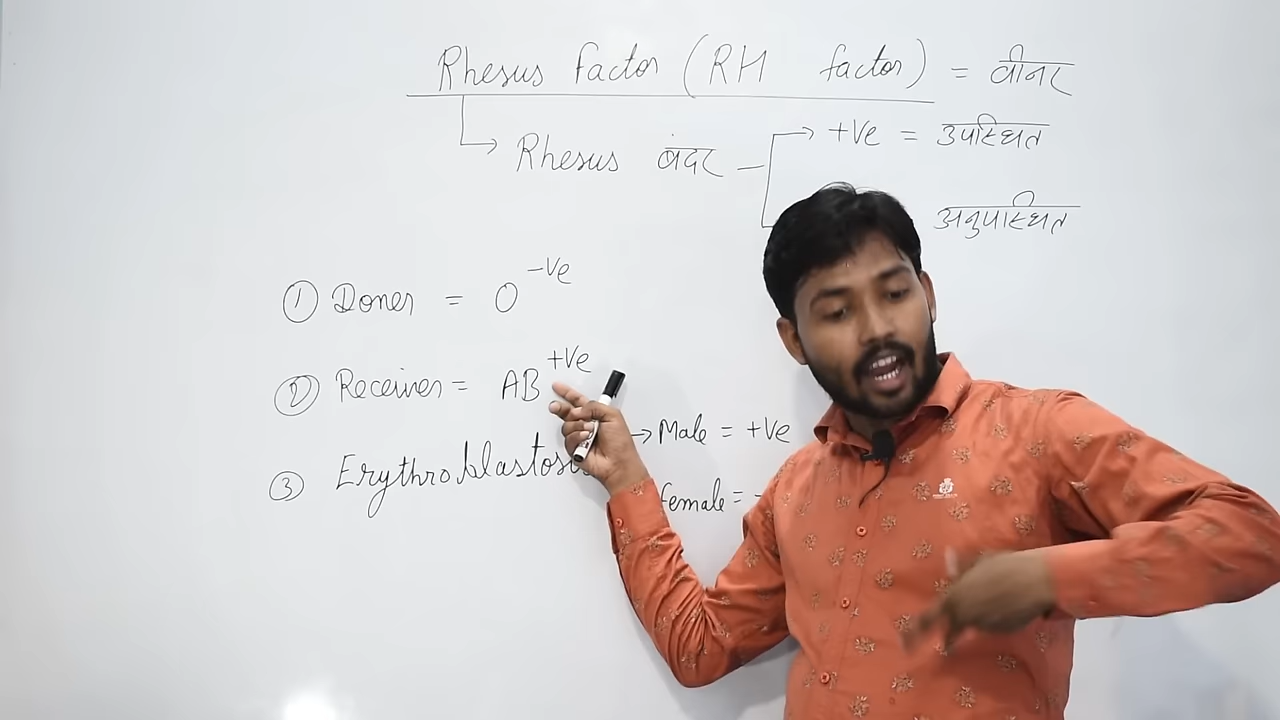 Rhesus factor (RH factor) = वीनर
Rhesus बंदर → +Ve = उपस्थित
अनुपस्थित
① Doner = O -Ve
② Receiver = AB +Ve
③ Erythroblastosis → Male = +Ve
female = -